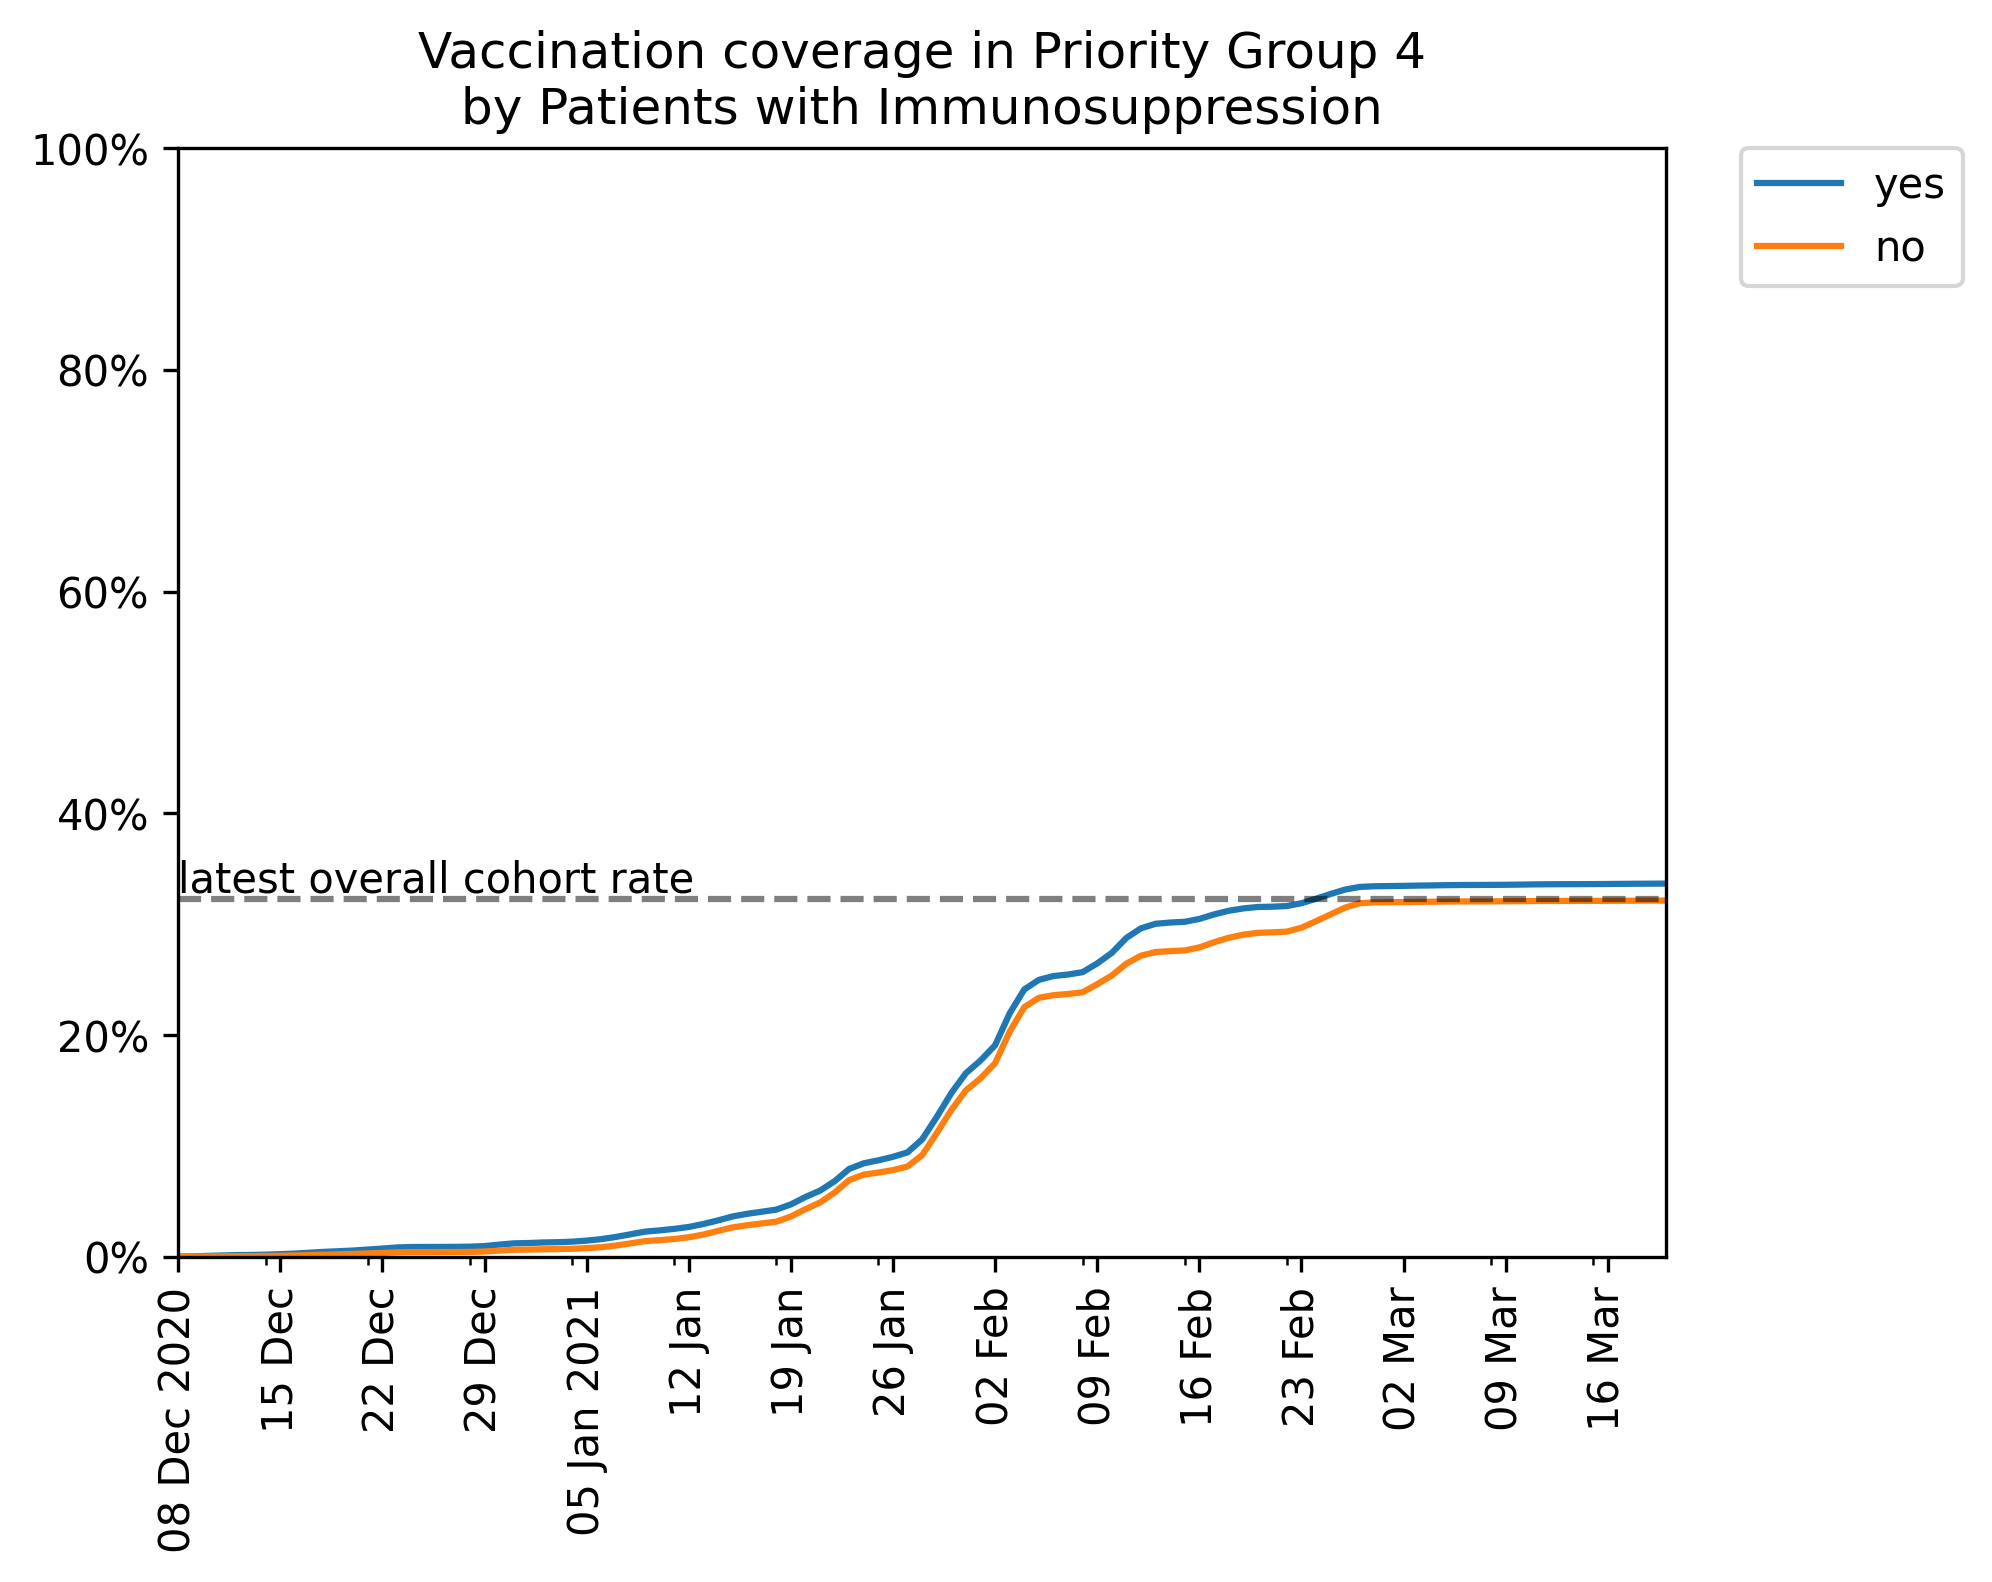 Vaccination coverage in Priority Group 4
by Patients with Immunosuppression
100%
80%
60%
40%
20%
0%
latest overall cohort rate
yes
no
08 Dec 2020
15 Dec
22 Dec
29 Dec
05 Jan 2021
12 Jan
19 Jan
26 Jan
02 Feb
09 Feb
16 Feb
23 Feb
02 Mar
09 Mar
16 Mar